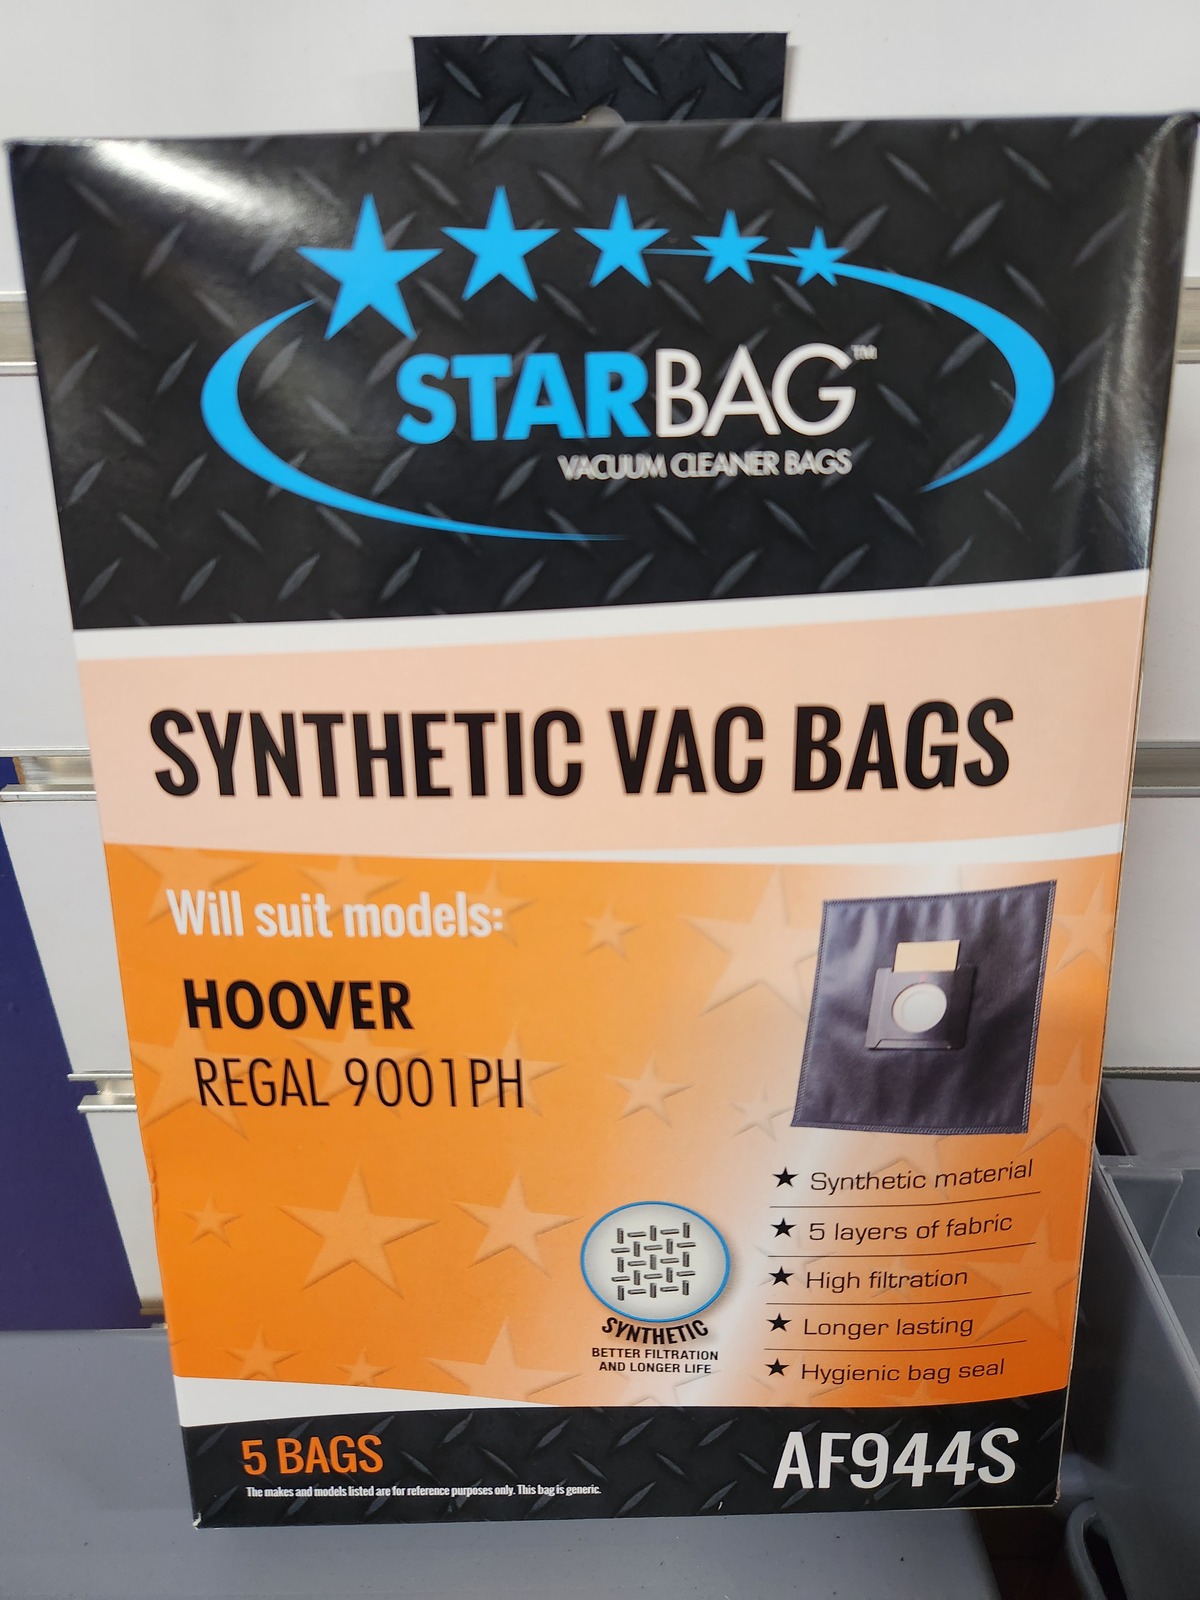 STARBAG™
VACUUM CLEANER BAGS
SYNTHETIC VAC BAGS
Will suit models:
HOOVER
REGAL 9001PH
SYNTHETIC
BETTER FILTRATION
AND LONGER LIFE
Synthetic material
5 layers of fabric
High filtration
Longer lasting
Hygienic bag seal
5 BAGS
The makes and models listed are for reference purposes only. This bag is generic.
AF944S